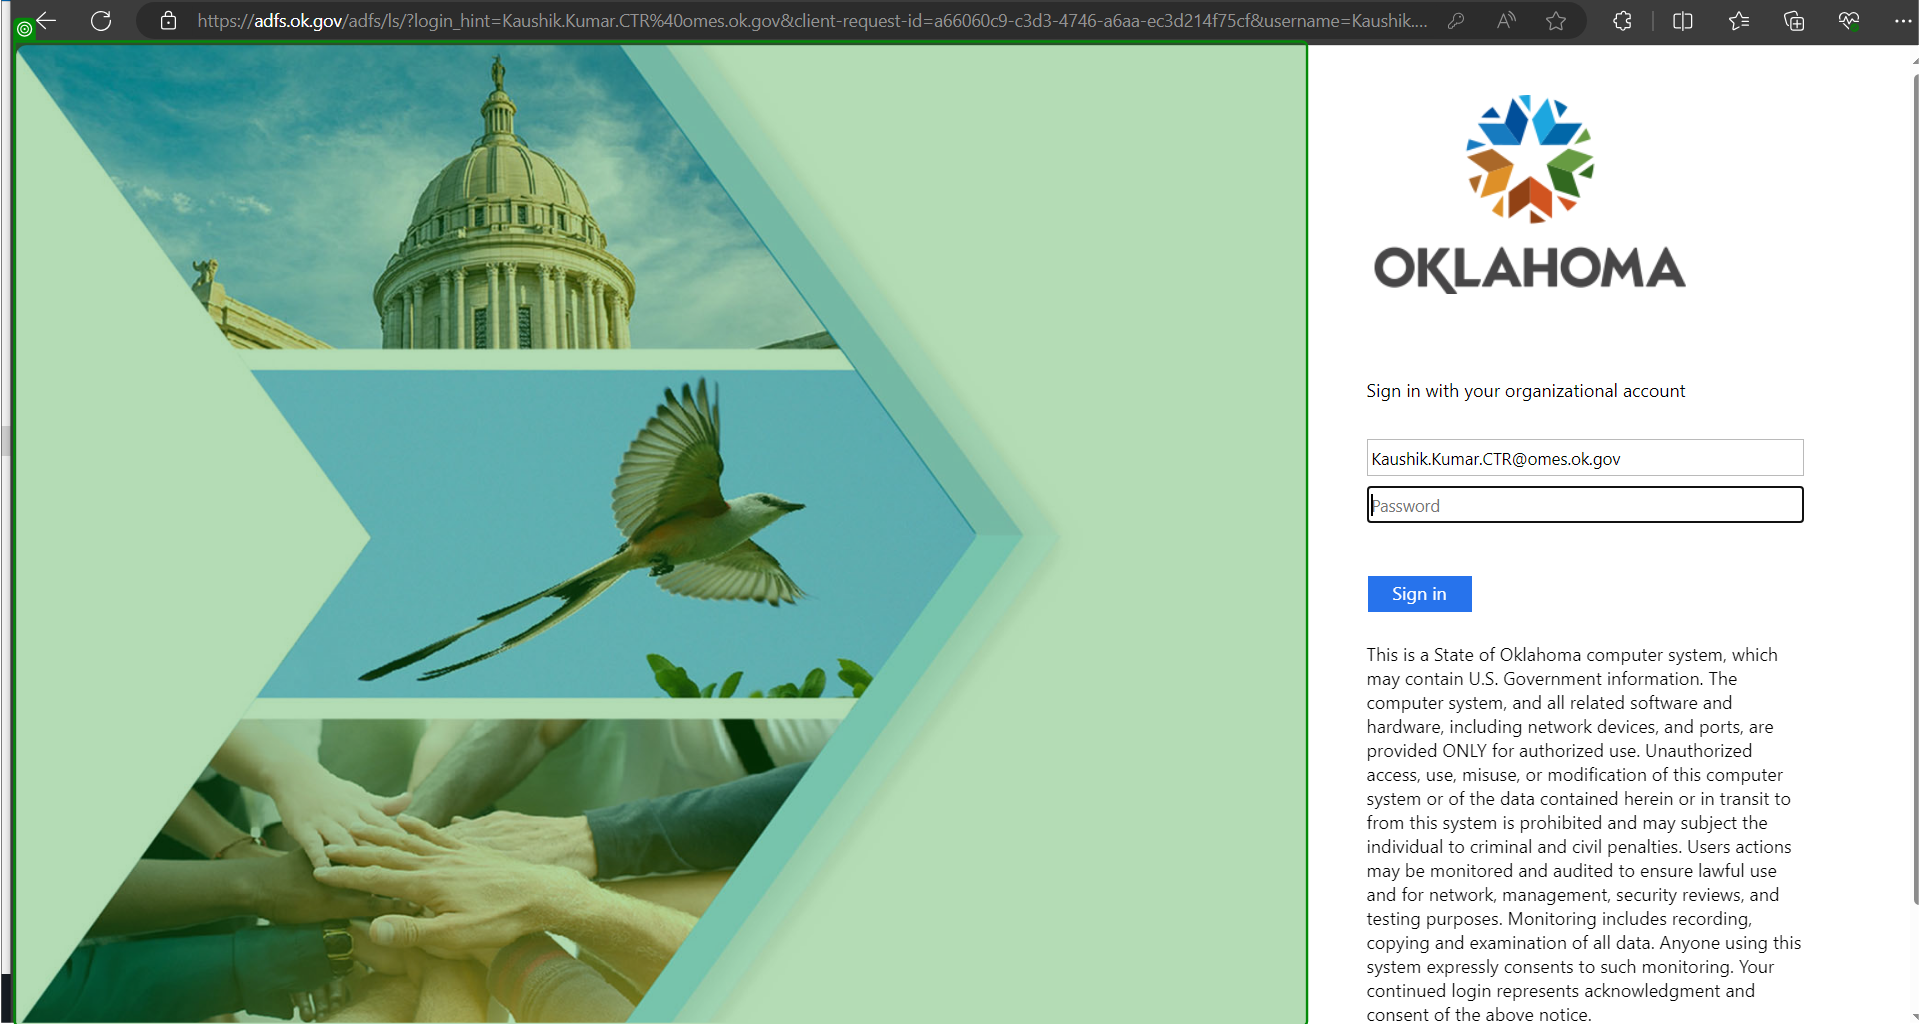 https://adfs.ok.gov/adfs/ls/?login_hint=Kaushik.Kumar.CTR%40omes.ok.gov&client-request-id=a66060c9-c3d3-4746-a6aa-ec3d214f75cf&username=Kaushik....
OKLAHOMA
Sign in with your organizational account
Kaushik.Kumar.CTR@omes.ok.gov
Password
Sign in
This is a State of Oklahoma computer system, which
may contain U.S. Government information. The
computer system, and all related software and
hardware, including network devices, and ports, are
provided ONLY for authorized use. Unauthorized
access, use, misuse, or modification of this computer
system or of the data contained herein or in transit to
from this system is prohibited and may subject the
individual to criminal and civil penalties. Users actions
may be monitored and audited to ensure lawful use
and for network, management, security reviews, and
testing purposes. Monitoring includes recording,
copying and examination of all data. Anyone using this
system expressly consents to such monitoring. Your
continued login represents acknowledgment and
consent of the above notice.